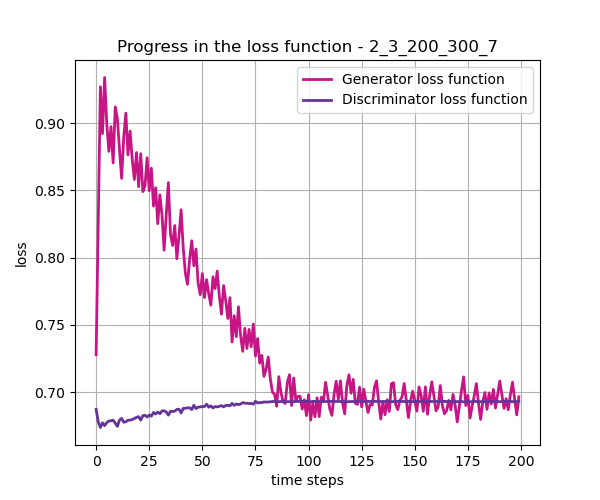 Progress in the loss function - 2_3_200_300_7
Generator loss function
Discriminator loss function
0.90
0.85
0.80
0.75
0.70
loss
0 25 50 75 100 125 150 175 200
time steps